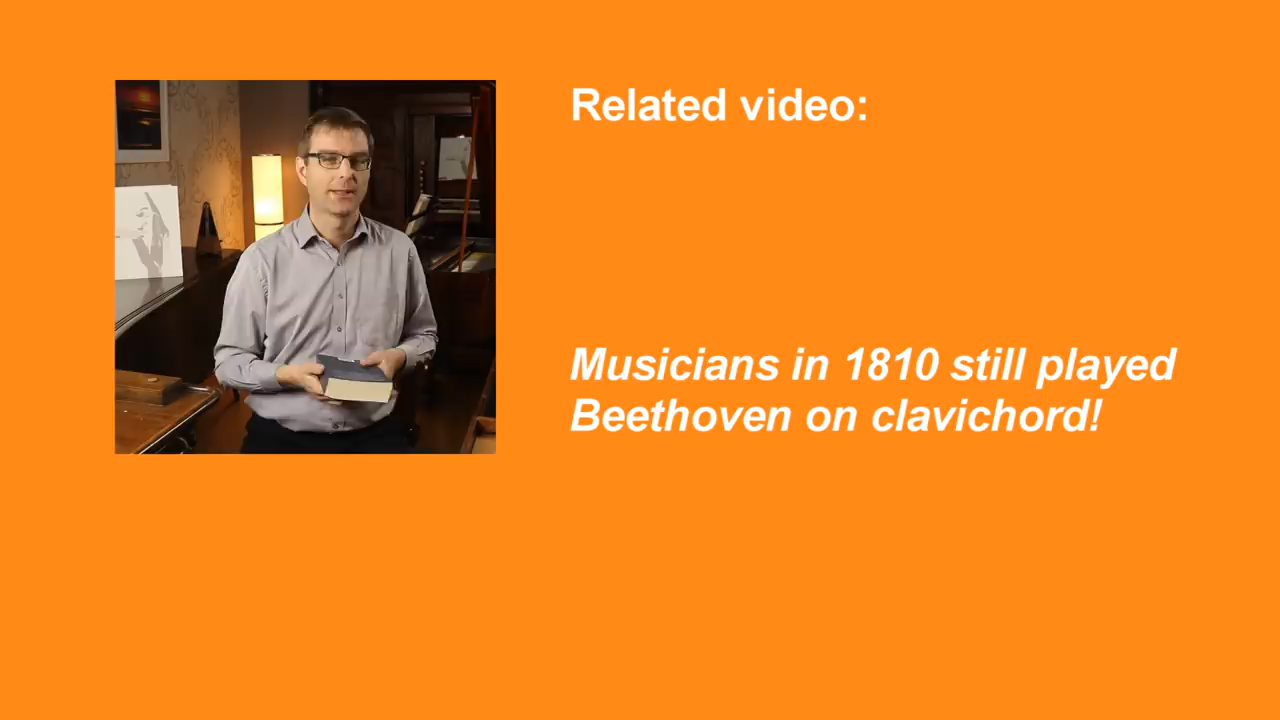 Related video:
Musicians in 1810 still played
Beethoven on clavichord!